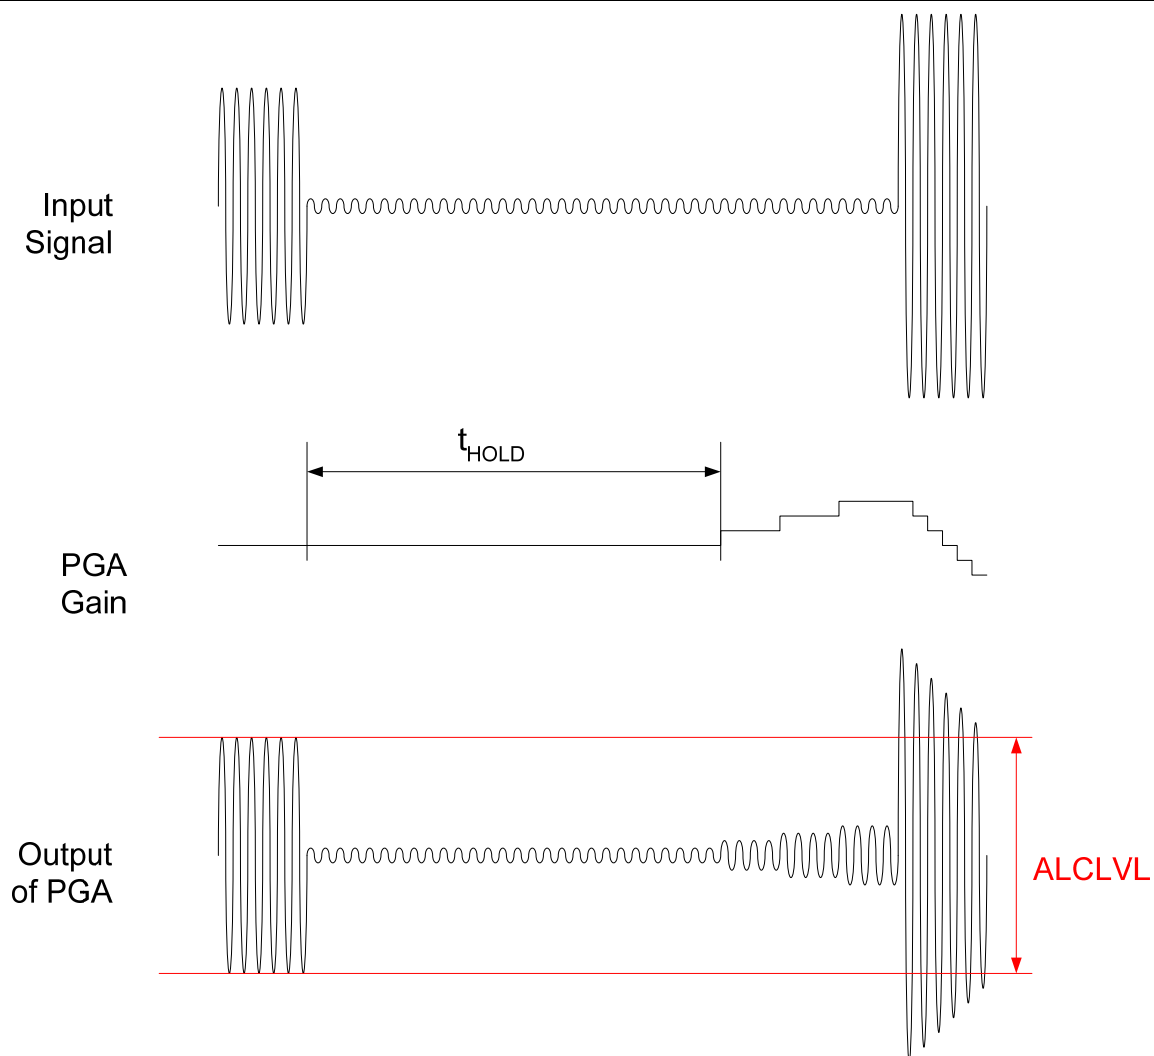 Input
Signal
tHOLD
PGA
Gain
Output
of PGA
ALCLVL